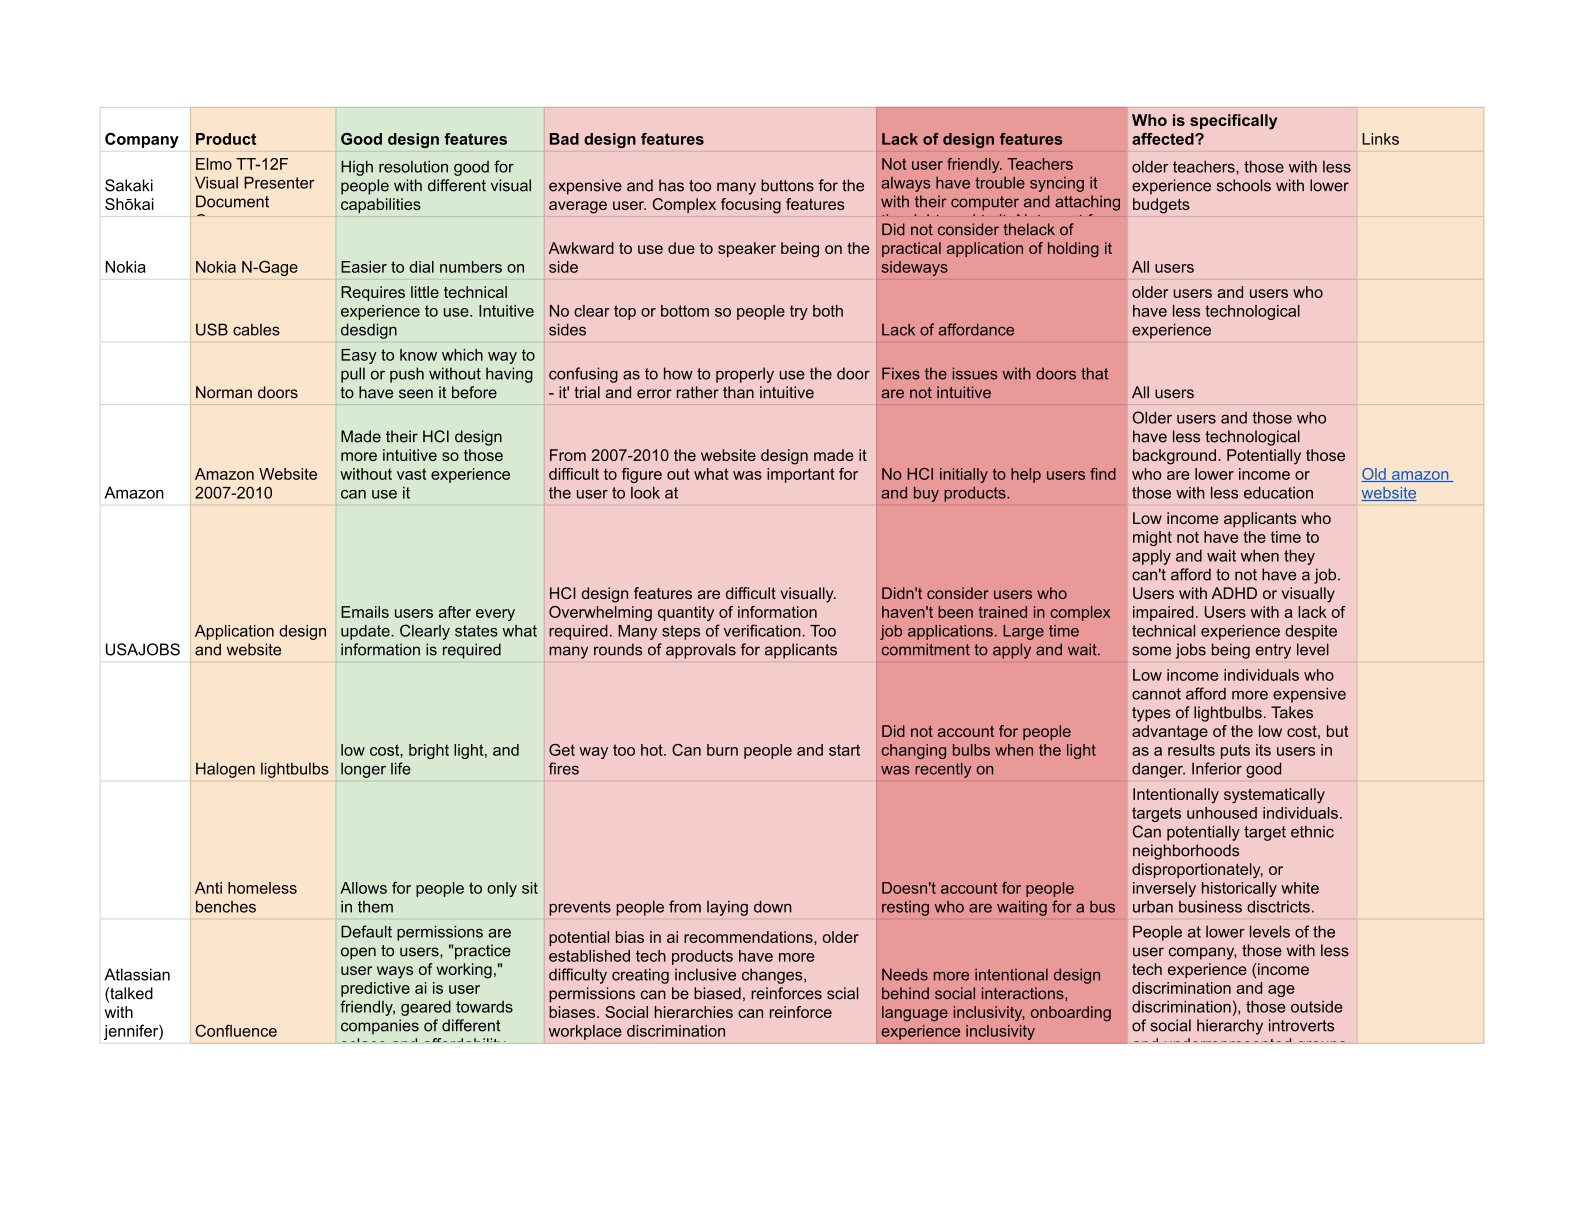 Company
Product
Good design features
Bad design features
Lack of design features
Who is specifically
affected?
Links
Sakaki
Shōkai
Elmo TT-12F
Visual Presenter
Document
High resolution good for
people with different visual
capabilities
expensive and has too many buttons for the
average user. Complex focusing features
Not user friendly. Teachers
always have trouble syncing it
with their computer and attaching
older teachers, those with less
experience schools with lower
budgets
Nokia
Nokia N-Gage
Easier to dial numbers on
Awkward to use due to speaker being on the
side
Did not consider thelack of
practical application of holding it
sideways
All users
USB cables
Requires little technical
experience to use. Intuitive
desdign
No clear top or bottom so people try both
sides
Lack of affordance
older users and users who
have less technological
experience
Norman doors
Easy to know which way to
pull or push without having
to have seen it before
confusing as to how to properly use the door
- it' trial and error rather than intuitive
Fixes the issues with doors that
are not intuitive
All users
Amazon
Amazon Website
2007-2010
Made their HCI design
more intuitive so those
without vast experience
can use it
From 2007-2010 the website design made it
difficult to figure out what was important for
the user to look at
No HCI initially to help users find
and buy products.
Older users and those who
have less technological
background. Potentially those
who are lower income or
those with less education
Old amazon
website
USAJOBS
Application design
and website
Emails users after every
update. Clearly states what
information is required
HCI design features are difficult visually.
Overwhelming quantity of information
required. Many steps of verification. Too
many rounds of approvals for applicants
Didn't consider users who
haven't been trained in complex
job applications. Large time
commitment to apply and wait.
Low income applicants who
might not have the time to
apply and wait when they
can't afford to not have a job.
Users with ADHD or visually
impaired. Users with a lack of
technical experience despite
some jobs being entry level
Halogen lightbulbs
low cost, bright light, and
longer life
Get way too hot. Can burn people and start
fires
Did not account for people
changing bulbs when the light
was recently on
Low income individuals who
cannot afford more expensive
types of lightbulbs. Takes
advantage of the low cost, but
as a results puts its users in
danger. Inferior good
Anti homeless
benches
Allows for people to only sit
in them
prevents people from laying down
Doesn't account for people
resting who are waiting for a bus
Intentionally systematically
targets unhoused individuals.
Can potentially target ethnic
neighborhoods
disproportionately, or
inversely historically white
urban business disctricts.
Atlassian
(talked
with
jennifer)
Confluence
Default permissions are
open to users, "practice
user ways of working,"
predictive ai is user
friendly, geared towards
companies of different
potential bias in ai recommendations, older
established tech products have more
difficulty creating inclusive changes,
permissions can be biased, reinforces scial
biases. Social hierarchies can reinforce
workplace discrimination
Needs more intentional design
behind social interactions,
language inclusivity, onboarding
experience inclusivity
People at lower levels of the
user company, those with less
tech experience (income
discrimination and age
discrimination), those outside
of social hierarchy introverts